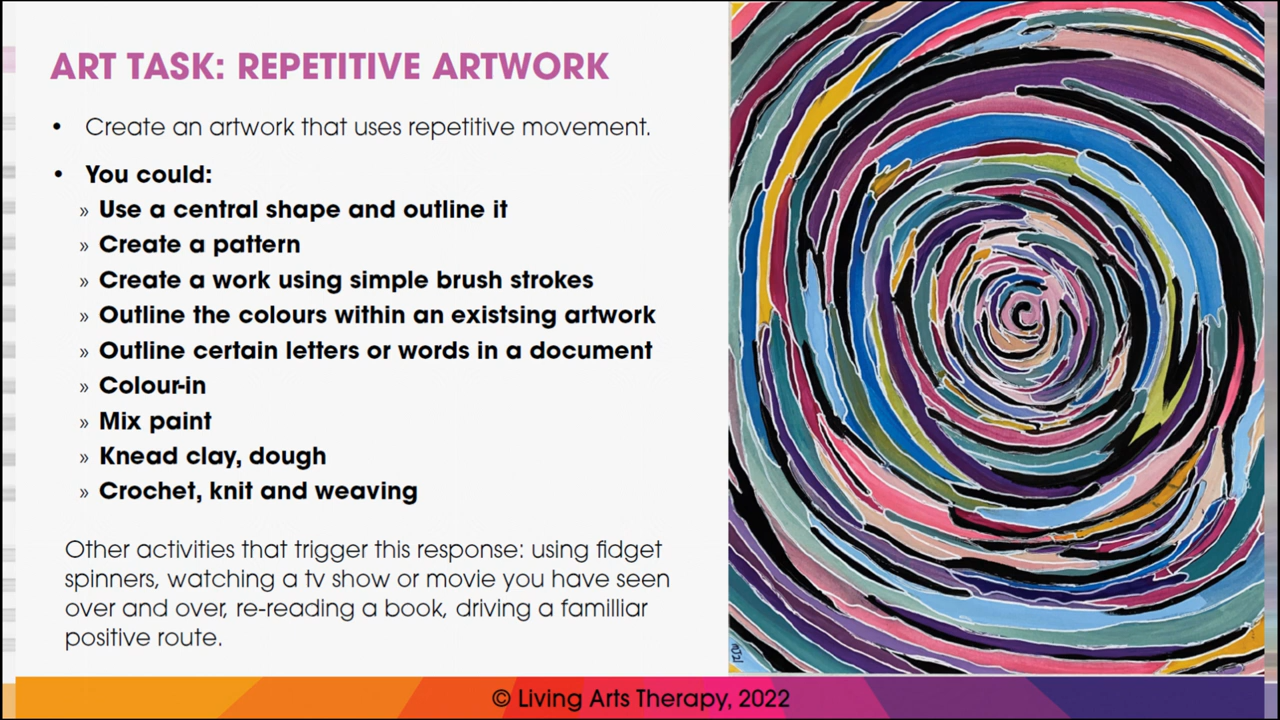 ART TASK: REPETITIVE ARTWORK
• Create an artwork that uses repetitive movement.
• You could:
» Use a central shape and outline it
» Create a pattern
» Create a work using simple brush strokes
» Outline the colours within an existsing artwork
» Outline certain letters or words in a document
» Colour-in
» Mix paint
» Knead clay, dough
» Crochet, knit and weaving
Other activities that trigger this response: using fidget
spinners, watching a tv show or movie you have seen
over and over, re-reading a book, driving a familliar
positive route.
© Living Arts Therapy, 2022